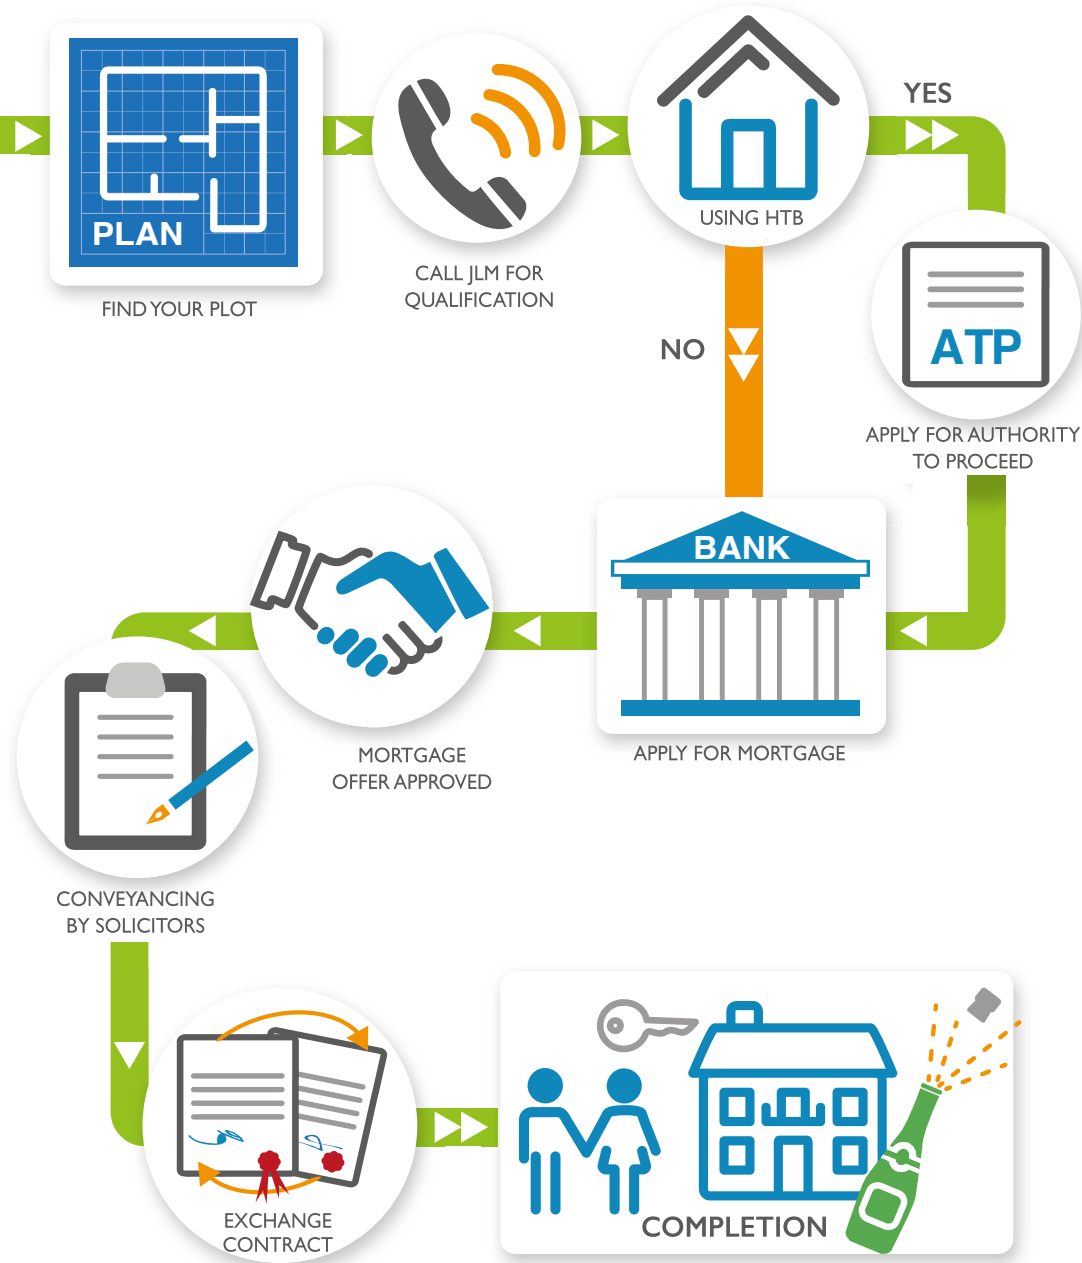 PLAN
FIND YOUR PLOT
CALL JLM FOR
QUALIFICATION
USING HTB
YES
NO
ATP
APPLY FOR AUTHORITY
TO PROCEED
BANK
APPLY FOR MORTGAGE
MORTGAGE
OFFER APPROVED
CONVEYANCING
BY SOLICITORS
EXCHANGE
CONTRACT
COMPLETION